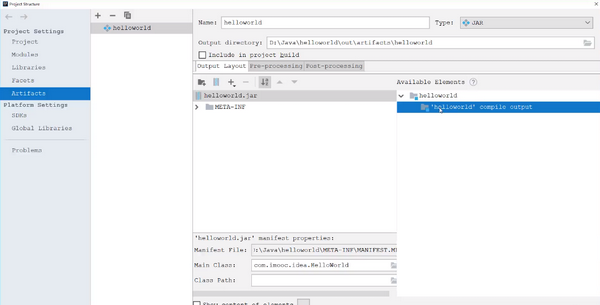 Project Structure
Project Settings
Project
Modules
Libraries
Facets
Artifacts
Platform Settings
SDKs
Global Libraries
Problems
helloworld
Name: helloworld
Type: JAR
Output directory: D:\Java\helloworld\out\artifacts\helloworld
Include in project build
Output Layout Pre-processing Post-processing
helloworld.jar
META-INF
Available Elements ?
helloworld
'helloworld' compile output
'helloworld.jar' manifest properties:
Manifest File: :\Java\helloworld\META-INF\MANIFEST.M
Main Class: com.imooc.idea.HelloWorld
Class Path:
Show content of elements